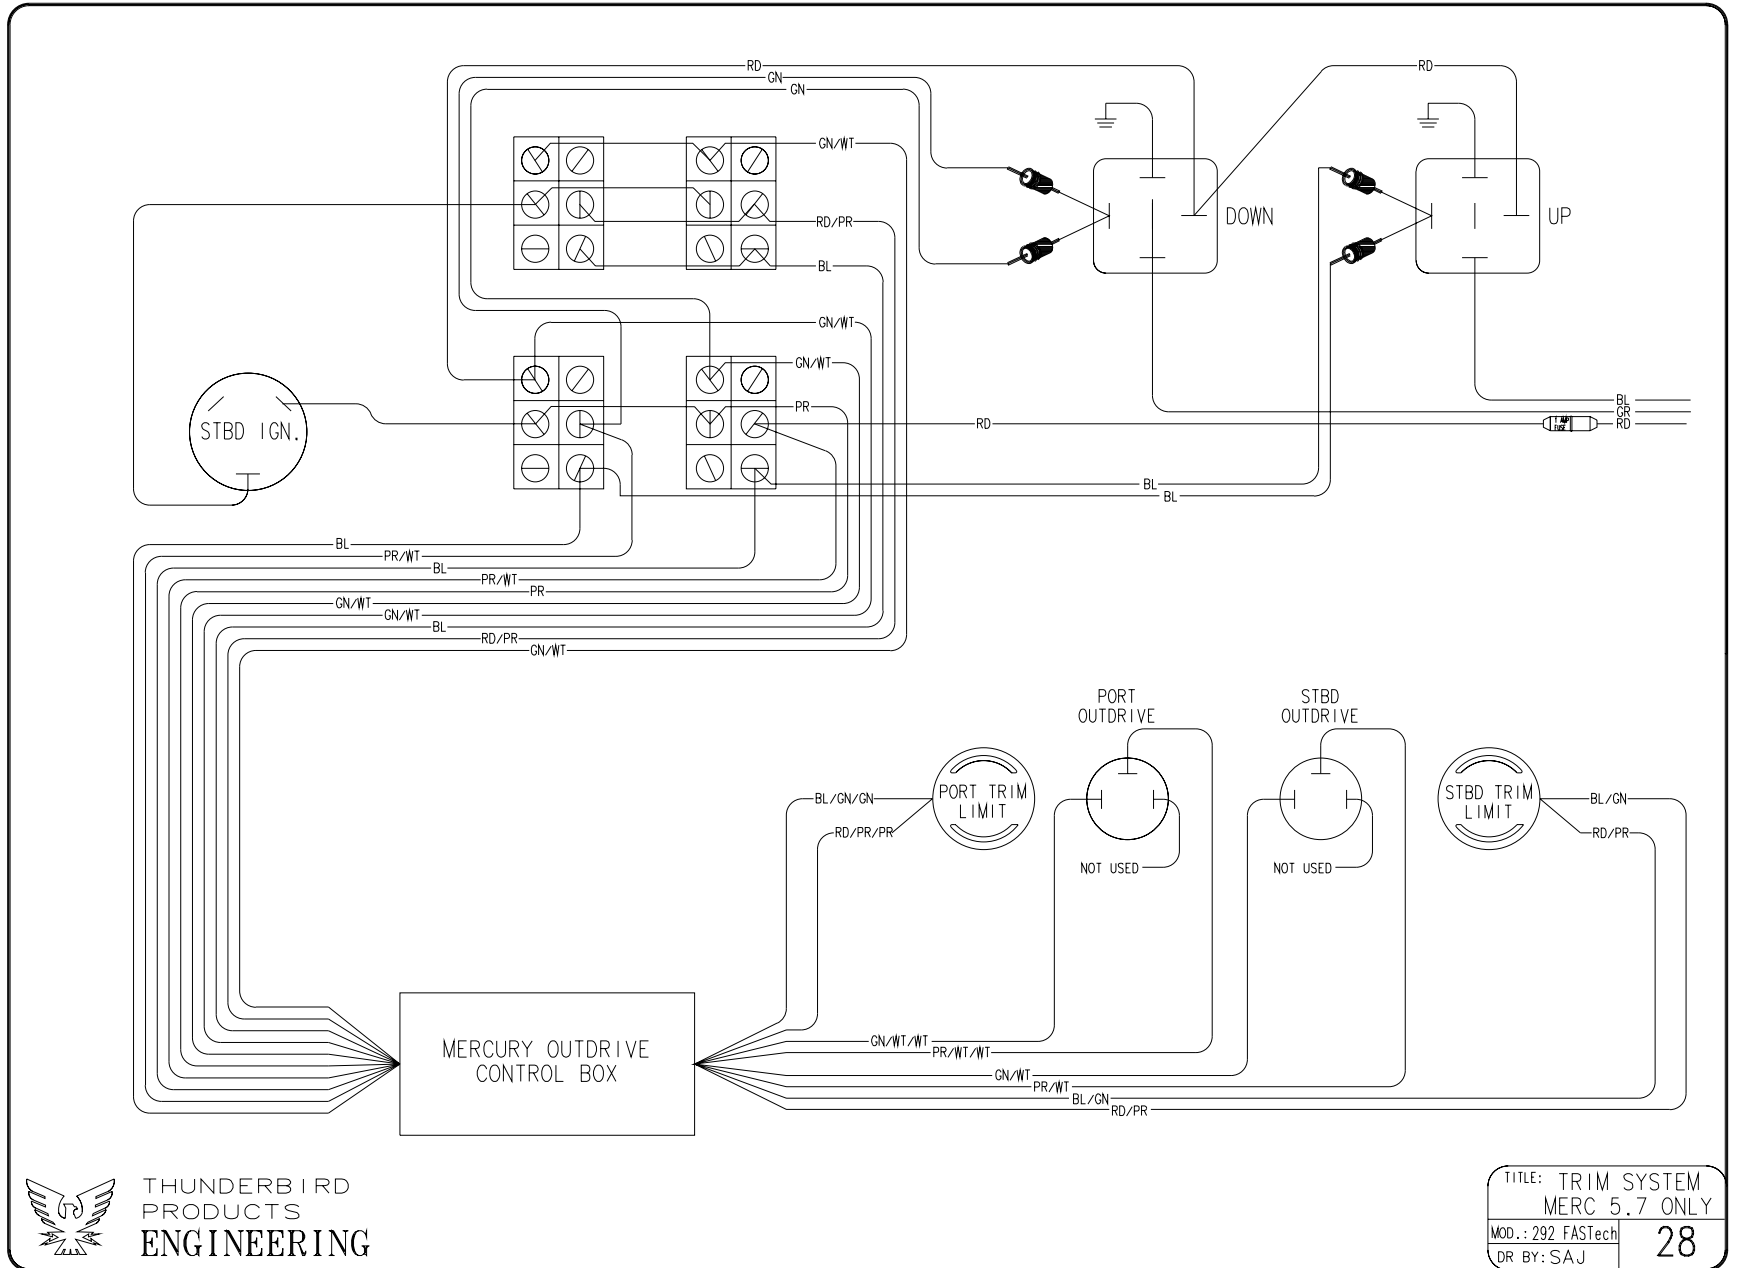 RD
GN
GN
RD
GN/WT
DOWN
UP
RD/PR
BL
GN/WT
GN/WT
PR
RD
BL
GR
1 AMP
FUSE
RD
STBD IGN.
BL
BL
BL
PR/WT
BL
PR/WT
PR
GN/WT
GN/WT
BL
RD/PR
GN/WT
PORT
OUTDRIVE
STBD
OUTDRIVE
BL/GN/GN
PORT TRIM
LIMIT
RD/PR/PR
NOT USED
NOT USED
STBD TRIM
LIMIT
BL/GN
RD/PR
MERCURY OUTDRIVE
CONTROL BOX
GN/WT/WT
PR/WT/WT
GN/WT
PR/WT
BL/GN
RD/PR
THUNDERBIRD
PRODUCTS
ENGINEERING
TITLE: TRIM SYSTEM
MERC 5.7 ONLY
MOD.: 292 FASTech
DR BY: SAJ
28